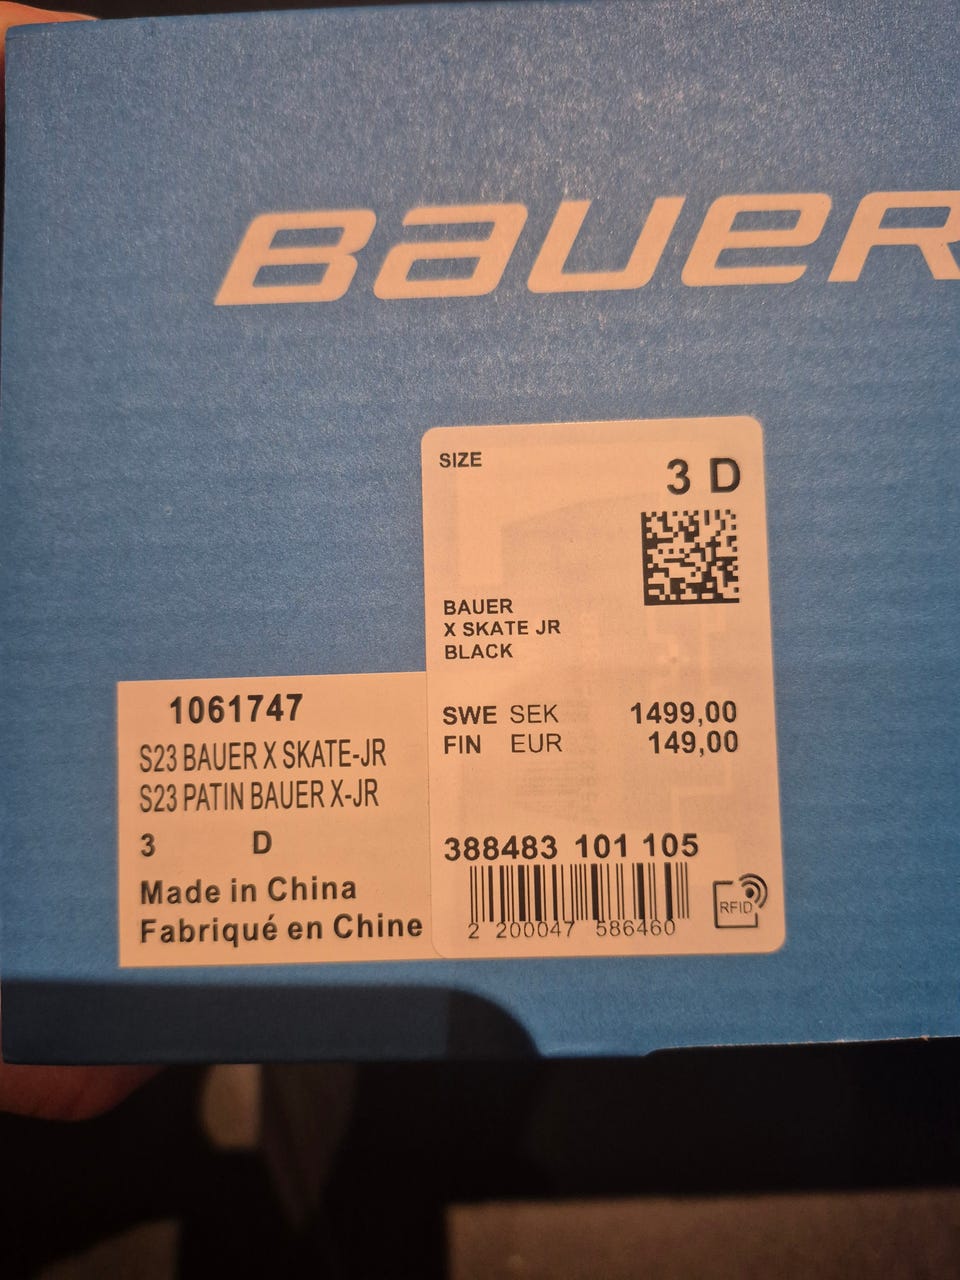 BAUER
SIZE
3 D
BAUER
X SKATE JR
BLACK
SWE SEK 1499,00
FIN EUR 149,00
388483 101 105
2 200047 586460
RFID
1061747
S23 BAUER X SKATE-JR
S23 PATIN BAUER X-JR
3 D
Made in China
Fabriqué en Chine